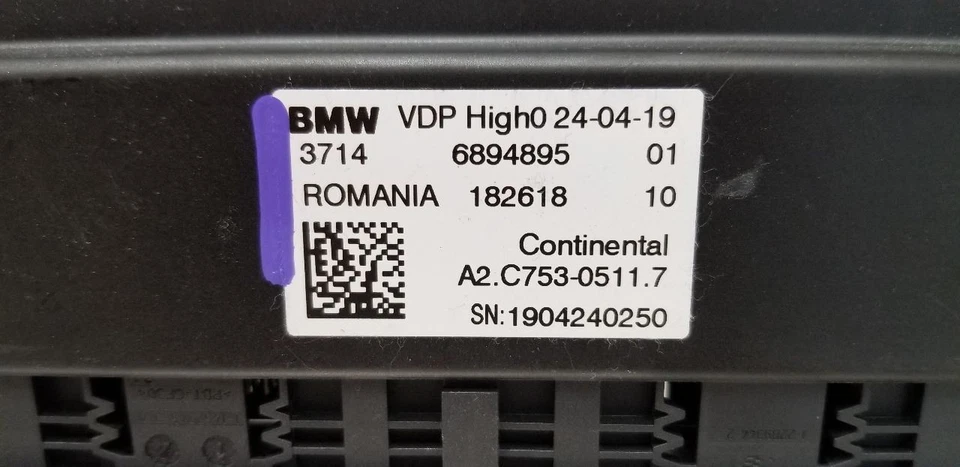 BMW VDP High0 24-04-19
3714 6894895 01
ROMANIA 182618 10
Continental
A2.C753-0511.7
SN:1904240250